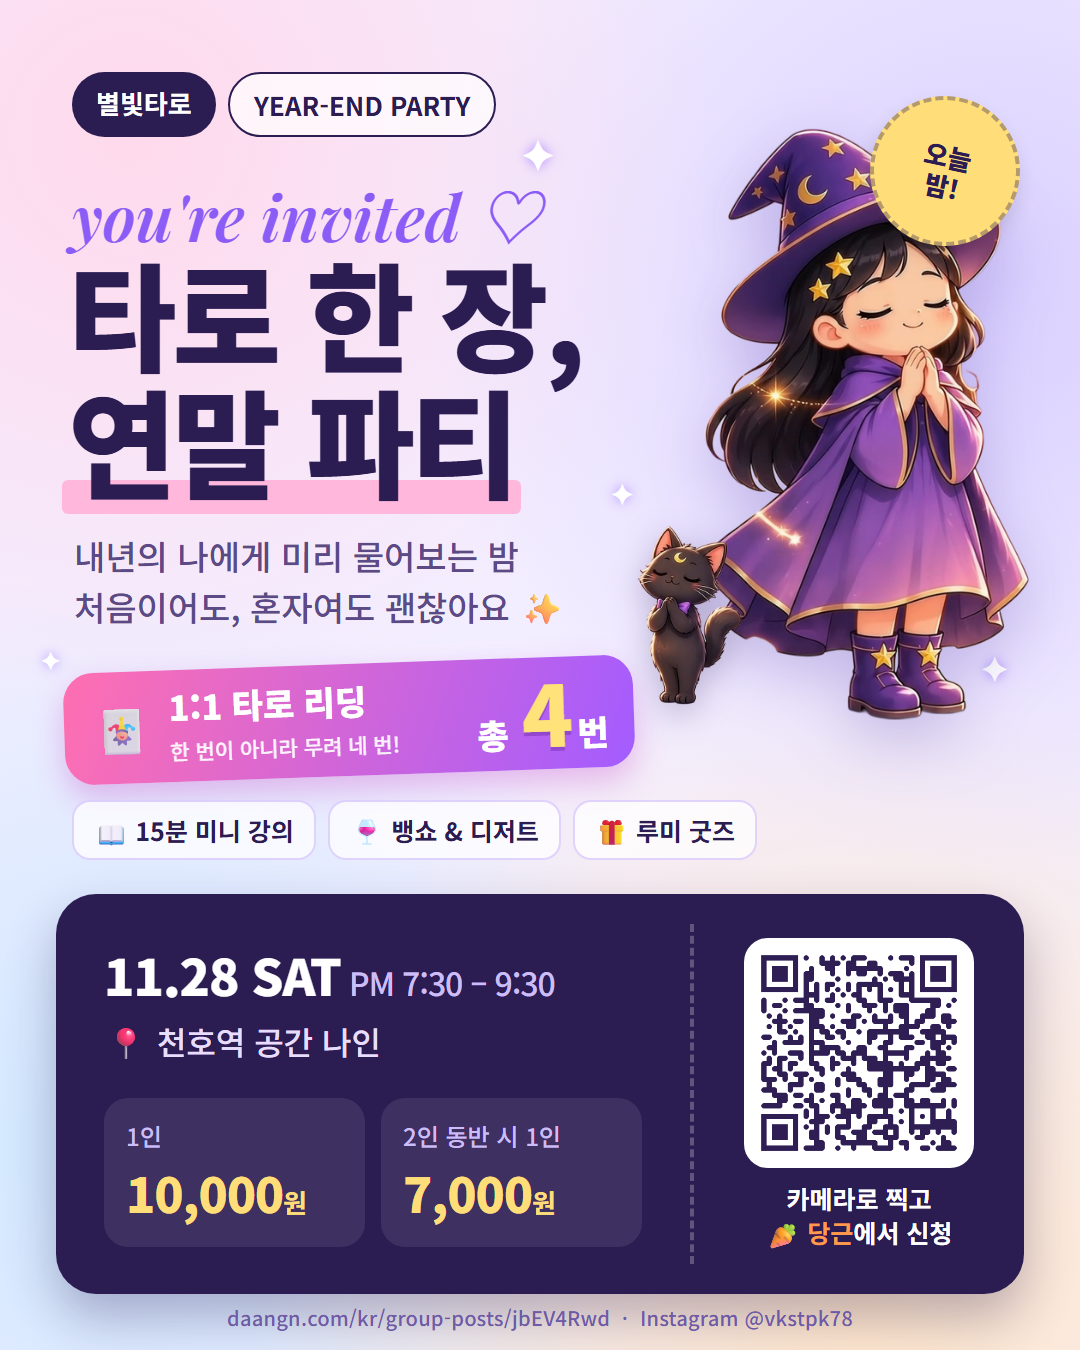 별빛타로
YEAR-END PARTY
오늘
밤!
you're invited ♡
타로 한 장,
연말 파티
내년의 나에게 미리 물어보는 밤
처음이어도, 혼자여도 괜찮아요 ✨
1:1 타로 리딩
한 번이 아니라 무려 네 번!
총 4번
15분 미니 강의
뱅쇼 & 디저트
루미 굿즈
11.28 SAT PM 7:30 – 9:30
천호역 공간 나인
1인
10,000원
2인 동반 시 1인
7,000원
카메라로 찍고
🥕 당근에서 신청
daangn.com/kr/group-posts/jbEV4Rwd · Instagram @vkstpk78